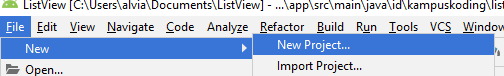 ListView [C:\Users\alvia\Documents\ListView] - ...\app\src\main\java\id\kampuskoding\list
File Edit View Navigate Code Analyze Refactor Build Run Tools VCS Window
New New Project...
Open... Import Project...